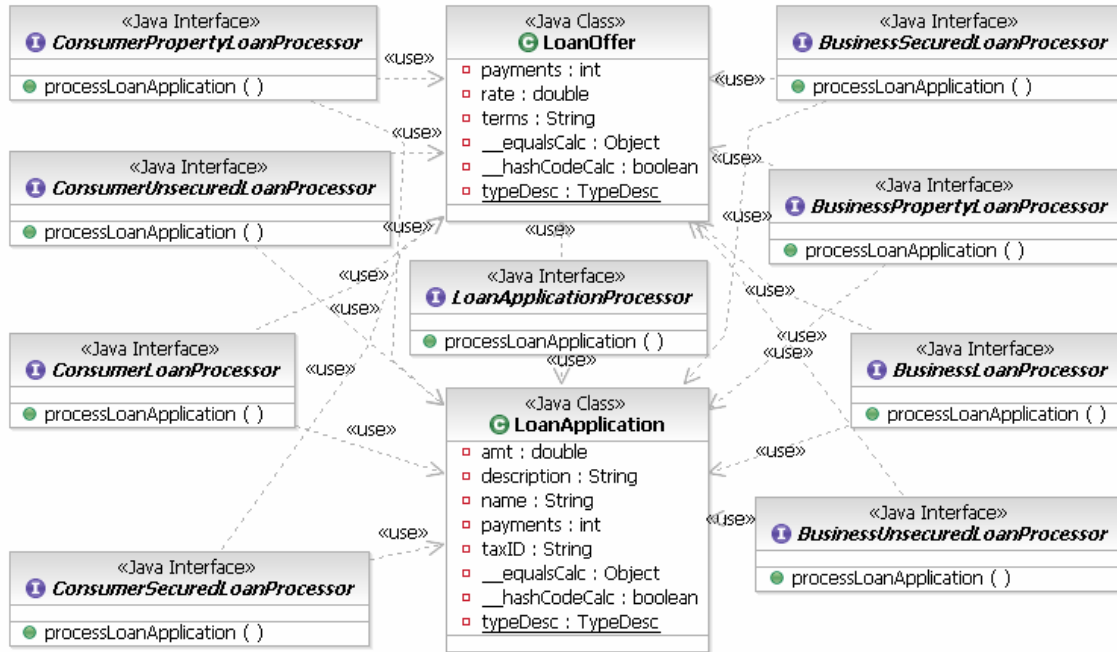 «Java Interface»
I ConsumerPropertyLoanProcessor
processLoanApplication ( )
«use»
«Java Class»
C LoanOffer
payments : int
rate : double
terms : String
__equalsCalc : Object
__hashCodeCalc : boolean
typeDesc : TypeDesc
«use»
«Java Interface»
I BusinessSecuredLoanProcessor
processLoanApplication ( )
«use»
«Java Interface»
I ConsumerUnsecuredLoanProcessor
processLoanApplication ( )
«use»
«use»
«Java Interface»
I BusinessPropertyLoanProcessor
processLoanApplication ( )
«use»
«use»
«use»
«use»
«Java Interface»
I LoanApplicationProcessor
processLoanApplication ( )
«use»
«use»
«use»
«use»
«use»
«use»
«Java Interface»
I ConsumerLoanProcessor
processLoanApplication ( )
«use»
«Java Interface»
I BusinessLoanProcessor
processLoanApplication ( )
«use»
«Java Class»
C LoanApplication
amt : double
description : String
name : String
payments : int
taxID : String
__equalsCalc : Object
__hashCodeCalc : boolean
typeDesc : TypeDesc
«use»
«Java Interface»
I BusinessUnsecuredLoanProcessor
processLoanApplication ( )
«use»
«Java Interface»
I ConsumerSecuredLoanProcessor
processLoanApplication ( )